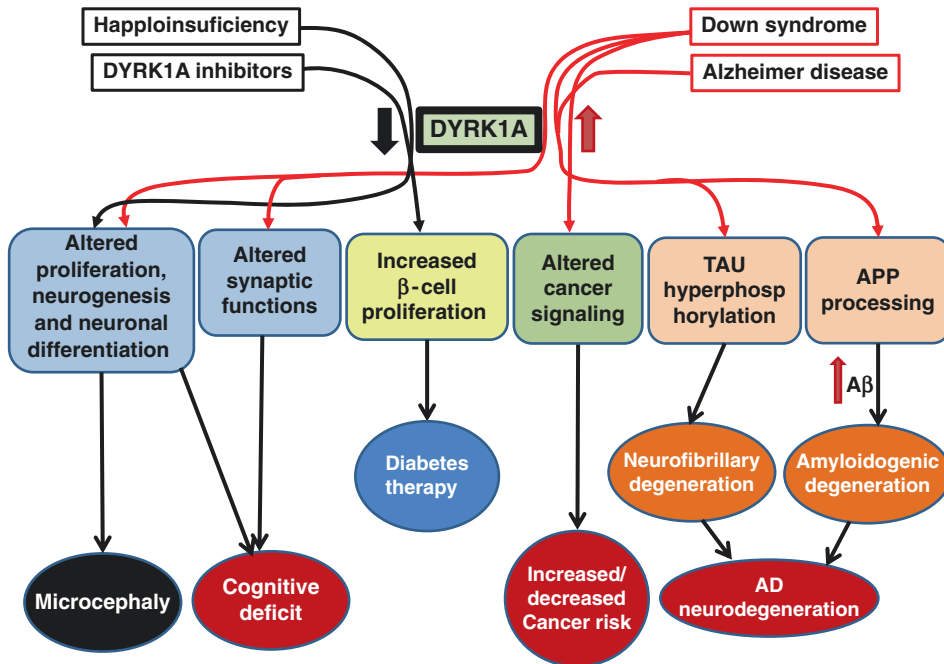 Happloinsuficiency
DYRK1A inhibitors
Down syndrome
Alzheimer disease
DYRK1A
Altered
proliferation,
neurogenesis
and neuronal
differentiation
Altered
synaptic
functions
Increased
β-cell
proliferation
Altered
cancer
signaling
TAU
hyperphosp
horylation
APP
processing
Aβ
Diabetes
therapy
Neurofibrillary
degeneration
Amyloidogenic
degeneration
Microcephaly
Cognitive
deficit
Increased/
decreased
Cancer risk
AD
neurodegeneration